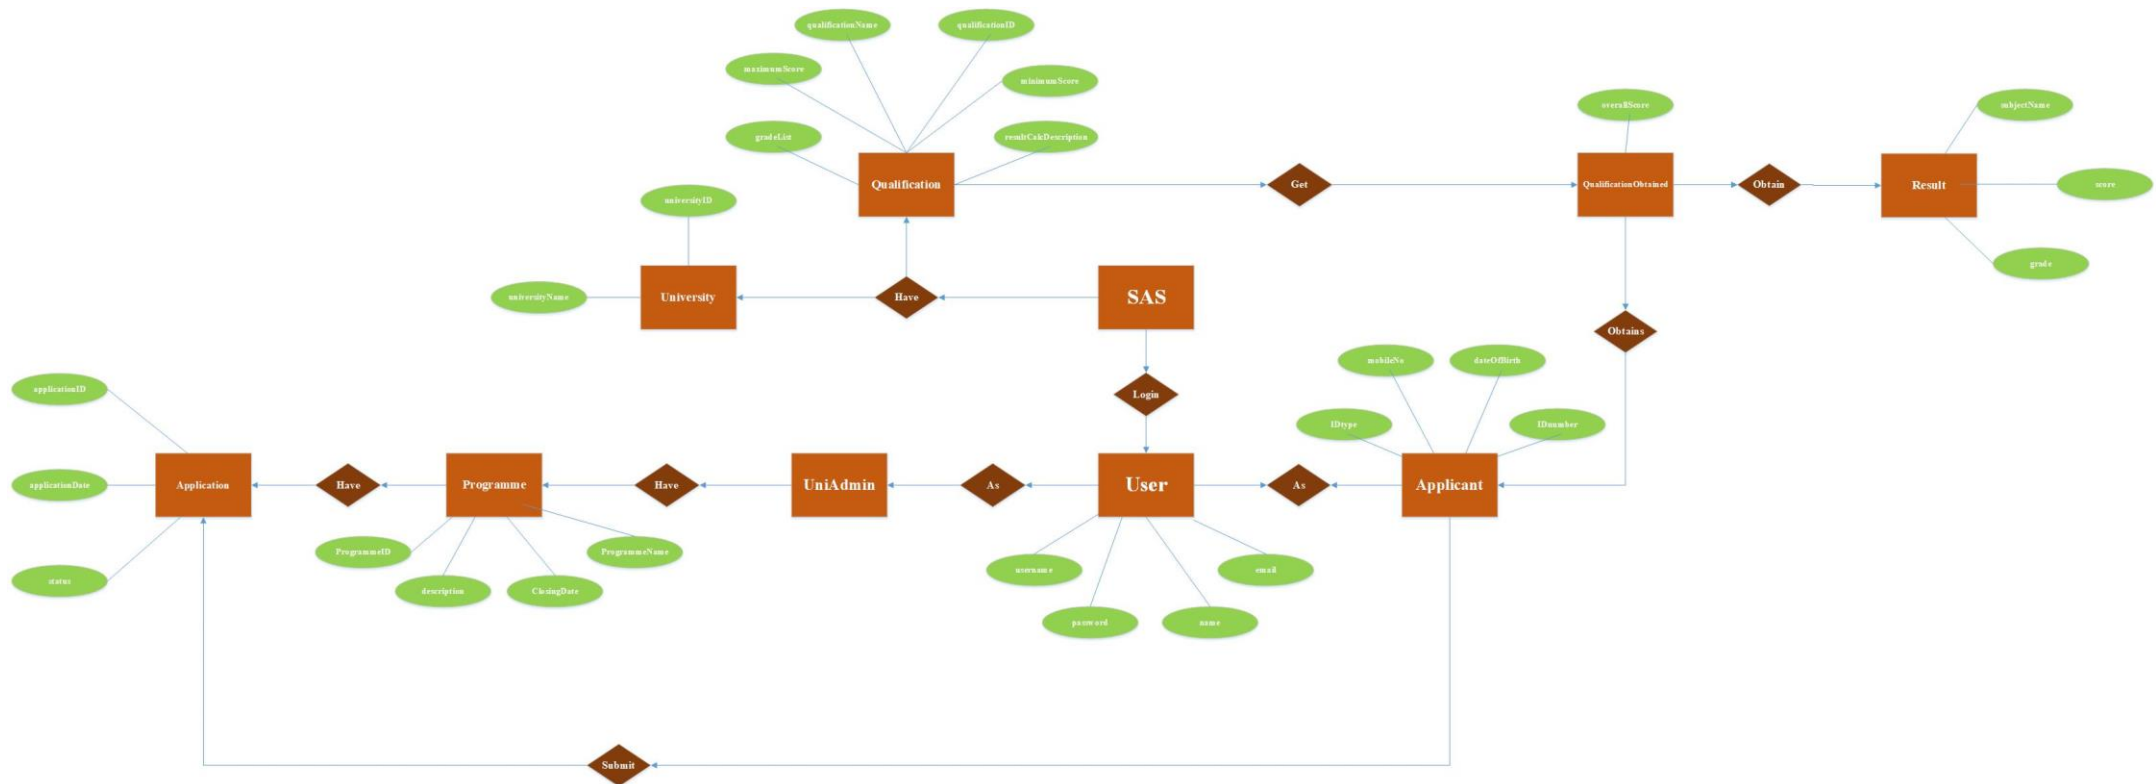 qualificationName
qualificationID
maximumScore
minimumScore
overallScore
subjectName
gradeList
resultCalcDescription
Qualification
Get
QualificationObtained
Obtain
Result
score
universityID
grade
universityName
University
Have
SAS
Obtains
mobileNo
dateOfBirth
applicationID
Login
IDtype
IDnumber
applicationDate
Application
Have
Programme
Have
UniAdmin
As
User
As
Applicant
ProgrammeID
ProgrammeName
username
email
status
description
ClosingDate
password
name
Submit